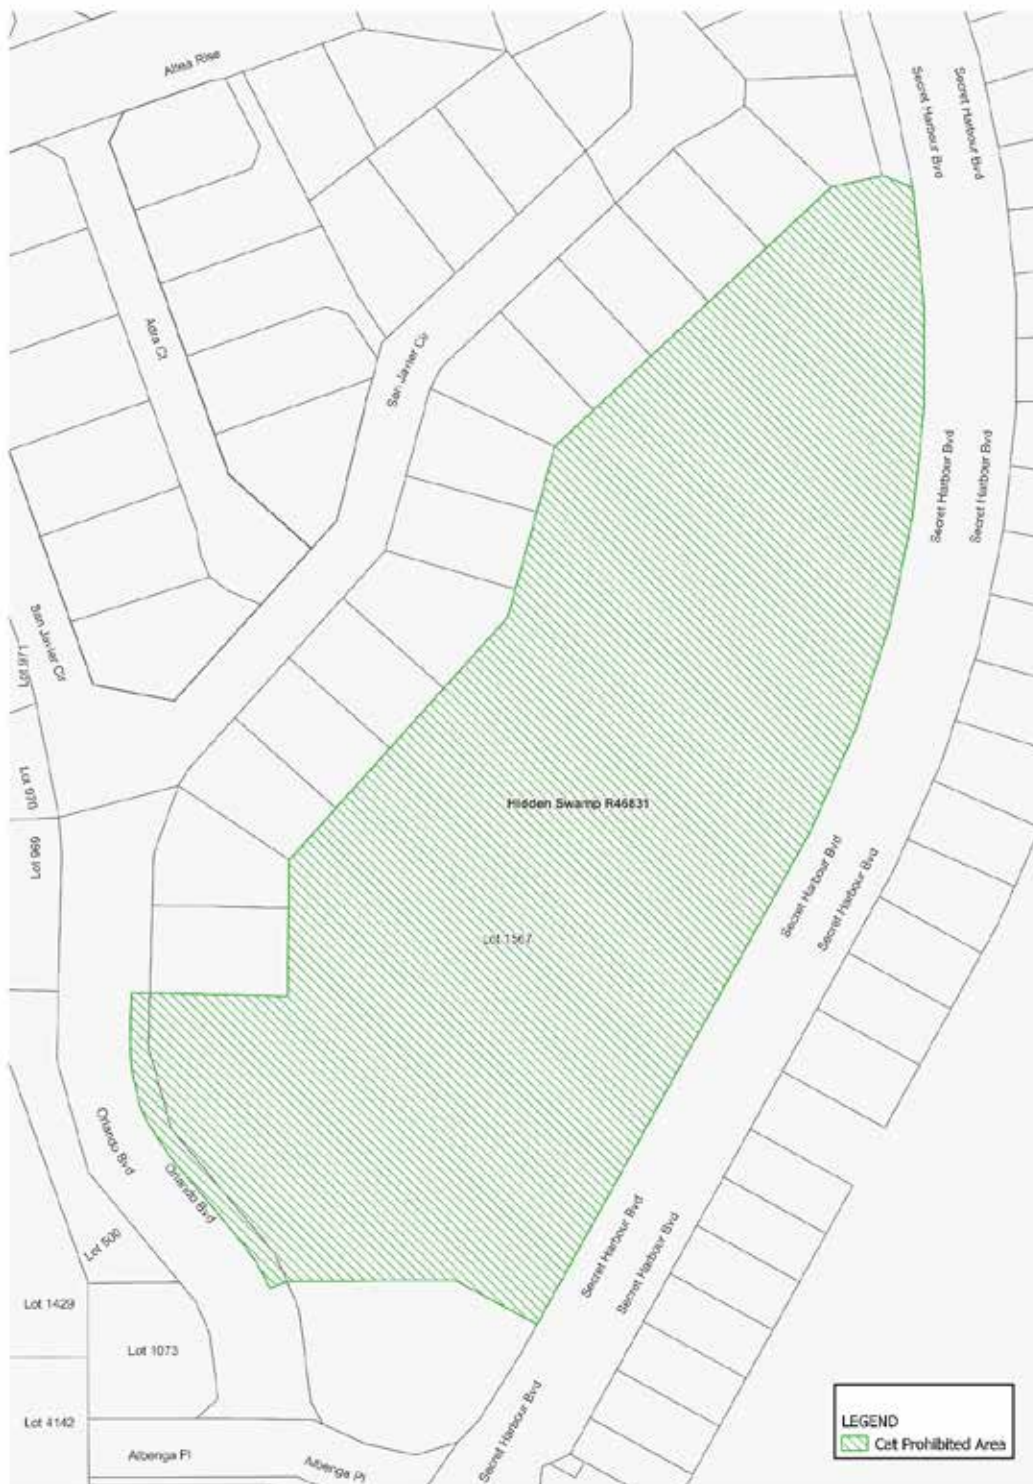 Altea Rise
Secret Harbour Bvd
Secret Harbour Bvd
Adra Ct
San Javier Cir
Secret Harbour Bvd
Secret Harbour Bvd
San Javier Cir
Lot 971
Lot 970
Hidden Swamp R46831
Lot 969
Secret Harbour Bvd
Secret Harbour Bvd
Lot 1567
Orlando Bvd
Orlando Bvd
Lot 500
Secret Harbour Bvd
Secret Harbour Bvd
Lot 1429
Lot 1073
Lot 4142
Secret Harbour Bvd
Albenga Pl
Albenga Pl
LEGEND
Cat Prohibited Area